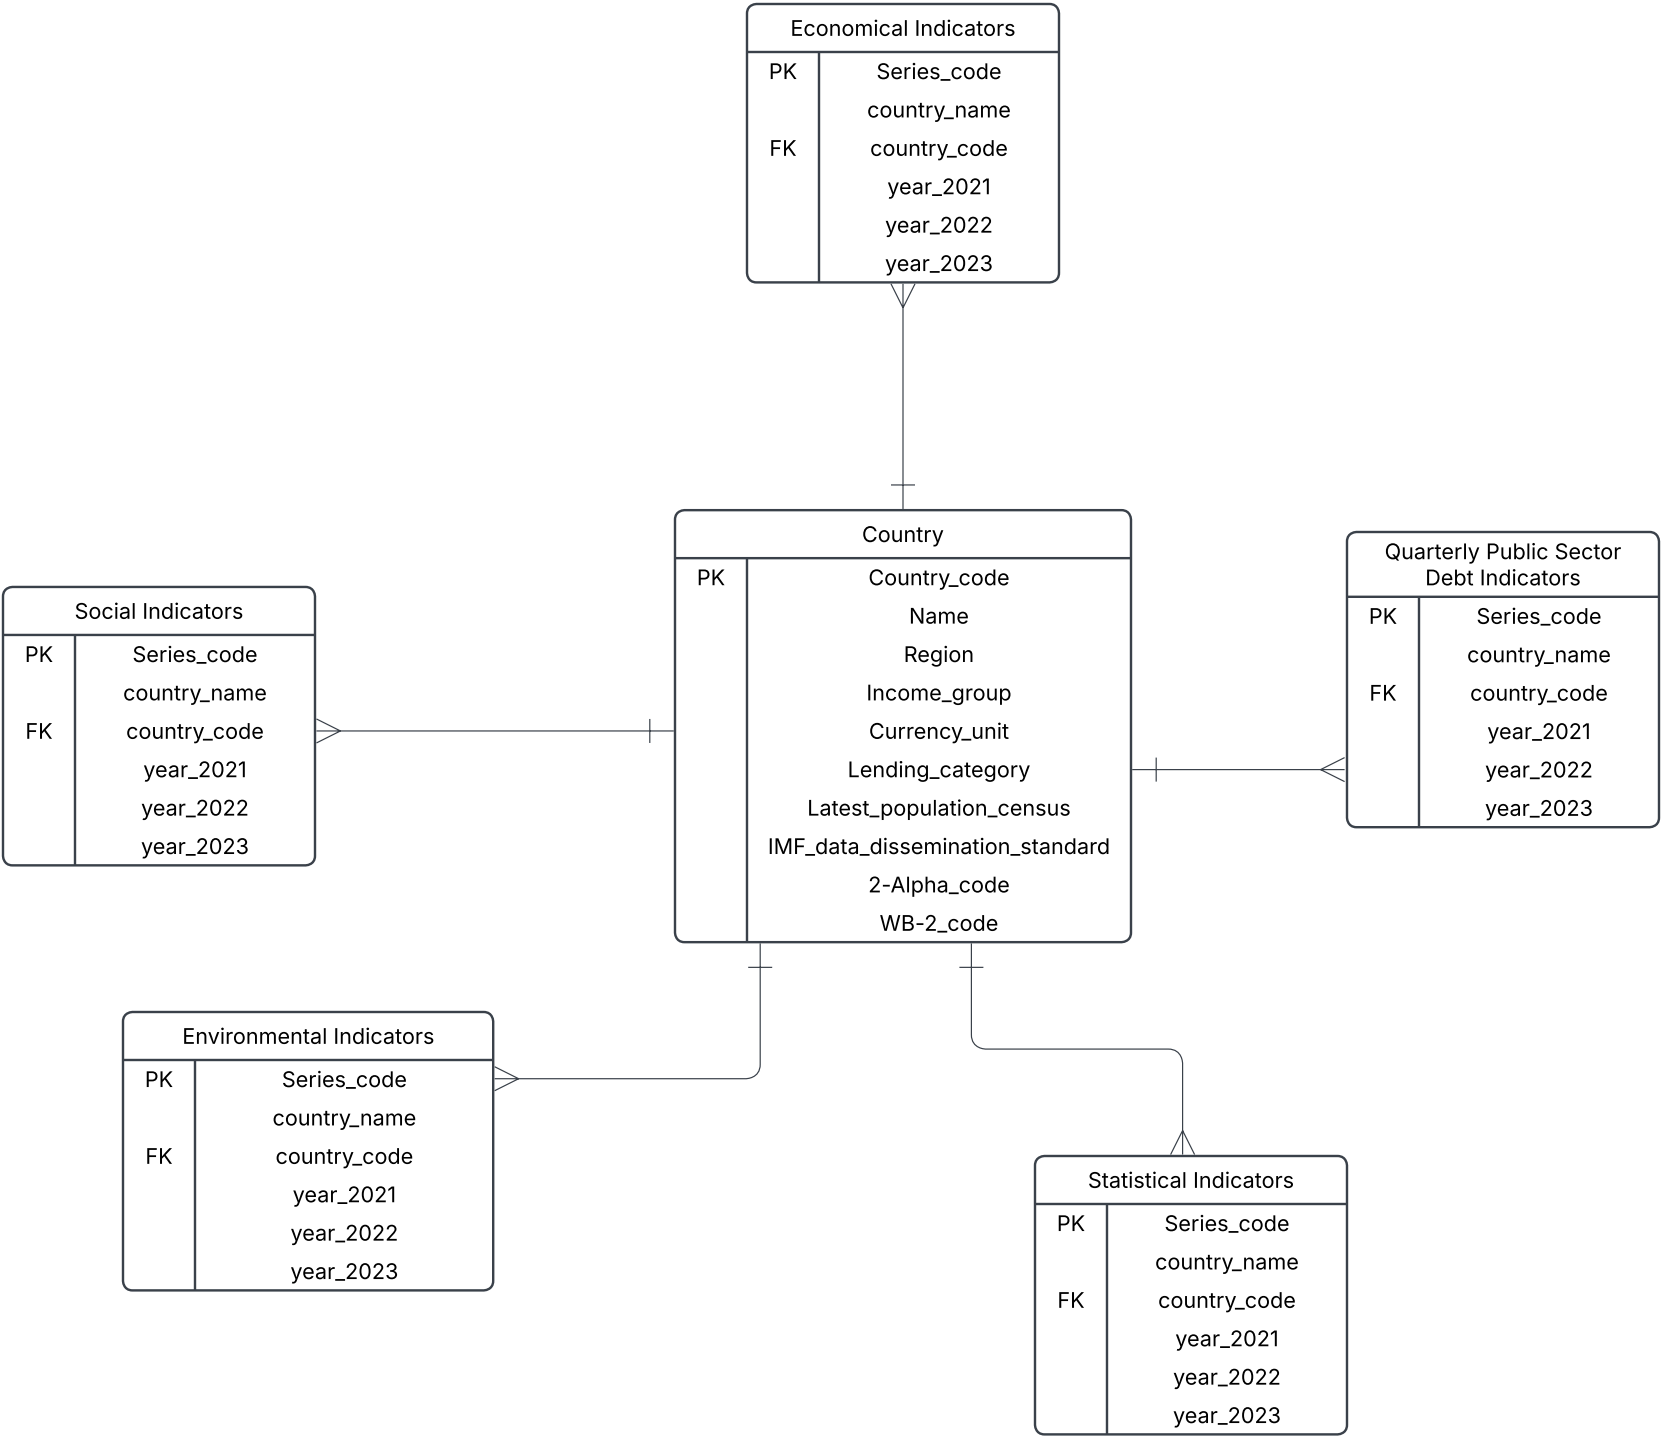 Economical Indicators
PK Series_code
country_name
FK country_code
year_2021
year_2022
year_2023
Country
PK Country_code
Name
Region
Income_group
Currency_unit
Lending_category
Latest_population_census
IMF_data_dissemination_standard
2-Alpha_code
WB-2_code
Quarterly Public Sector
Debt Indicators
PK Series_code
country_name
FK country_code
year_2021
year_2022
year_2023
Social Indicators
PK Series_code
country_name
FK country_code
year_2021
year_2022
year_2023
Environmental Indicators
PK Series_code
country_name
FK country_code
year_2021
year_2022
year_2023
Statistical Indicators
PK Series_code
country_name
FK country_code
year_2021
year_2022
year_2023